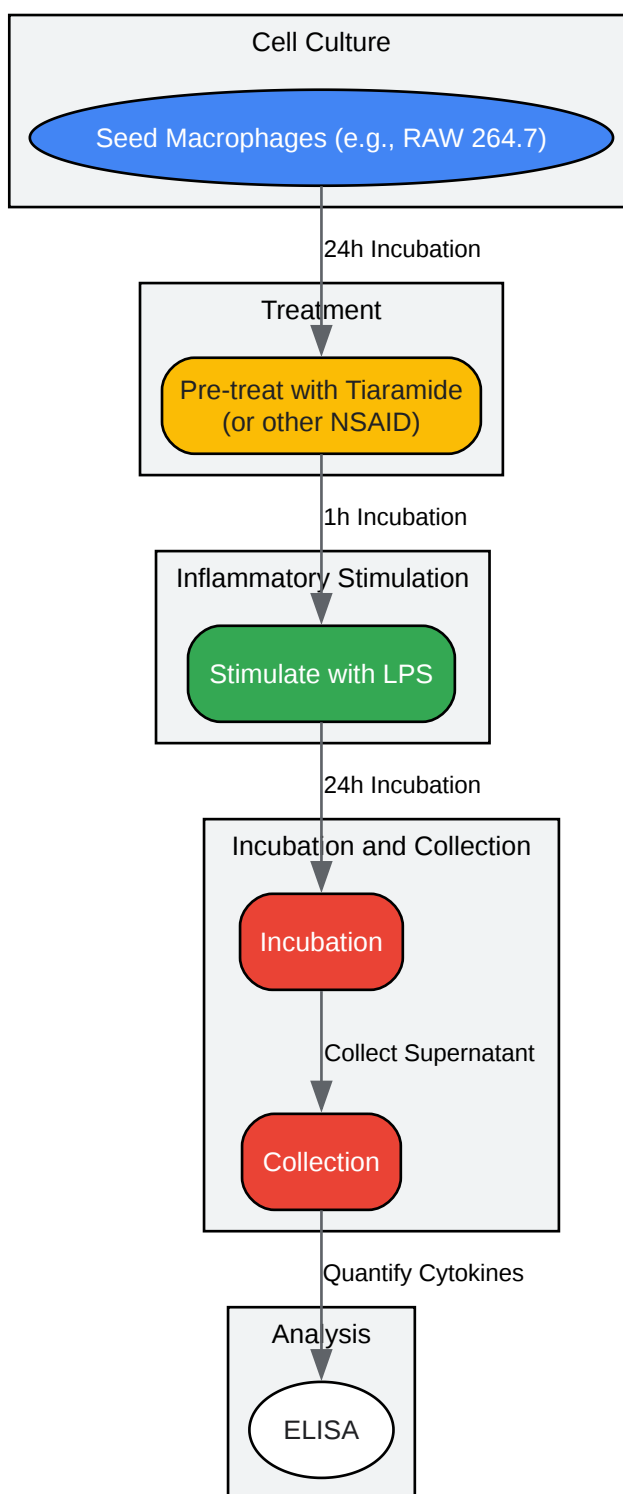 Cell Culture
Seed Macrophages (e.g., RAW 264.7)
24h Incubation
Treatment
Pre-treat with Tiaramide
(or other NSAID)
1h Incubation
Inflammatory Stimulation
Stimulate with LPS
24h Incubation
Incubation and Collection
Incubation
Collect Supernatant
Collection
Quantify Cytokines
Analysis
ELISA